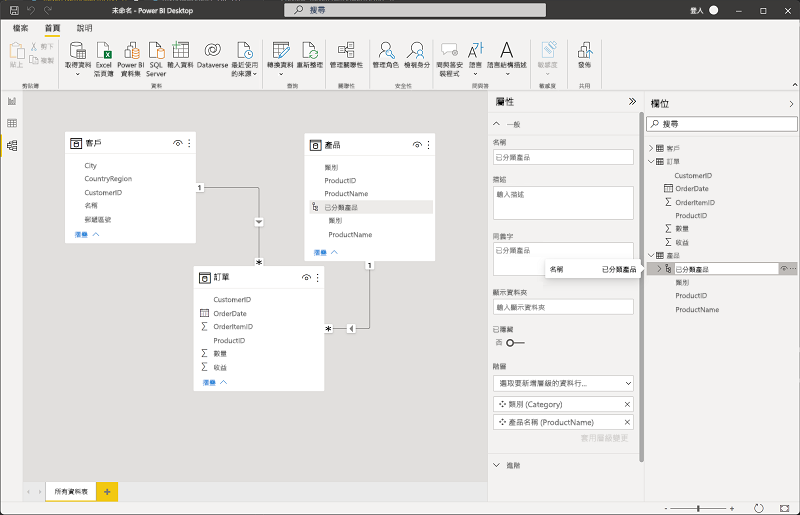 未命名 - Power BI Desktop
搜尋
登入
檔案
首頁
說明
貼上
剪下
複製
取得資料
Excel
活頁簿
Power BI
資料集
SQL
Server
輸入資料
Dataverse
最近使用
的來源
轉換資料
重新整理
管理關聯性
管理角色
檢視身分
問與答安
裝程式
語言
語言結構描述
敏感度
發佈
剪貼簿
資料
查詢
關聯性
安全性
問與答
敏感度
共用
客戶
City
CountryRegion
CustomerID
名稱
郵遞區號
摺疊
1
*
產品
類別
ProductID
ProductName
已分類產品
類別
ProductName
摺疊
1
*
訂單
CustomerID
OrderDate
OrderItemID
ProductID
數量
收益
摺疊
屬性
一般
名稱
已分類產品
描述
輸入描述
同義字
已分類產品
名稱 已分類產品
顯示資料夾
輸入顯示資料夾
已隱藏
否
階層
選取要新增層級的資料行...
類別 (Category)
產品名稱 (ProductName)
套用層級變更
進階
欄位
搜尋
客戶
訂單
CustomerID
OrderDate
OrderItemID
ProductID
數量
收益
產品
已分類產品
類別
ProductID
ProductName
所有資料表